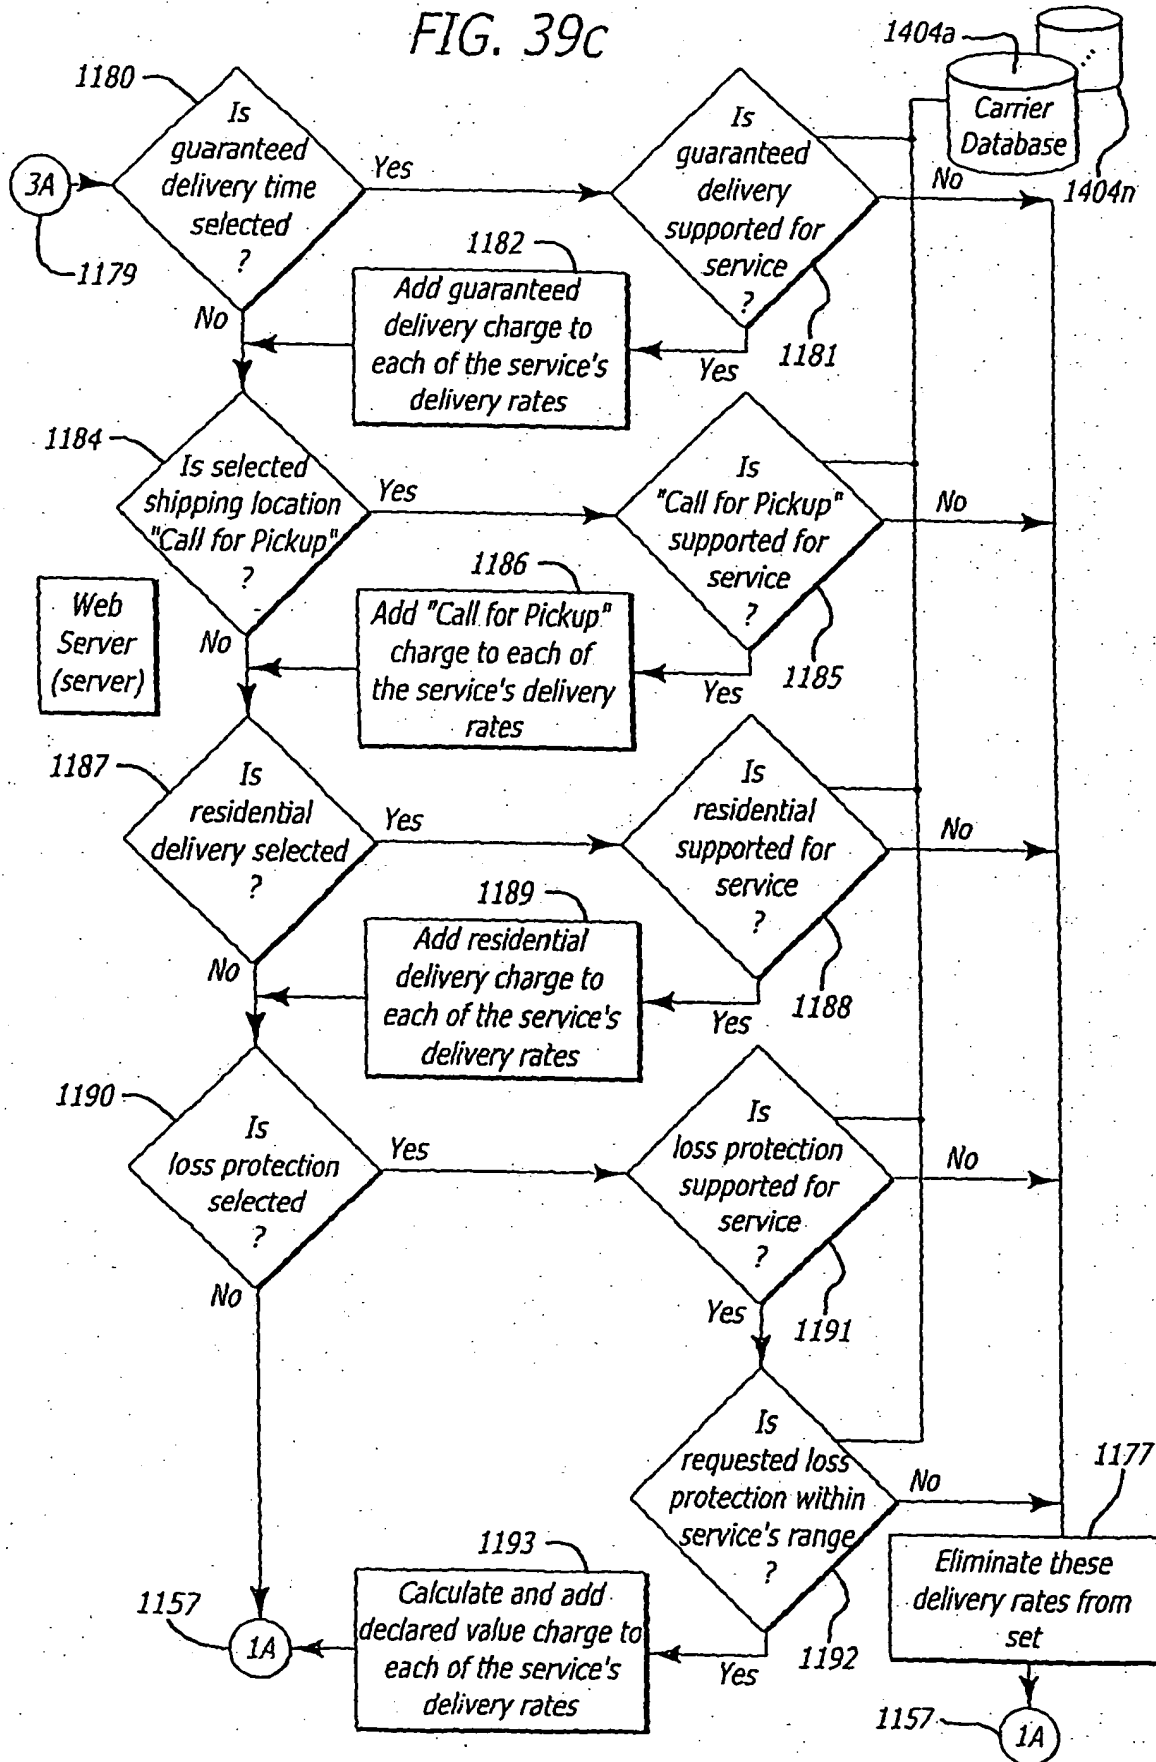 FIG. 39c
1404a
Carrier
Database
1404n
1180
Is
guaranteed
delivery time
selected
?
3A
1179
Yes
No
Is
guaranteed
delivery
supported for
service
?
1181
No
Yes
1182
Add guaranteed
delivery charge to
each of the service's
delivery rates
1184
Is selected
shipping location
"Call for Pickup"
?
Yes
No
Is
"Call for Pickup"
supported for
service
?
1185
No
Yes
1186
Add "Call for Pickup"
charge to each of
the service's delivery
rates
Web
Server
(server)
1187
Is
residential
delivery selected
?
Yes
No
Is
residential
supported for
service
?
1188
No
Yes
1189
Add residential
delivery charge to
each of the service's
delivery rates
1190
Is
loss protection
selected
?
Yes
No
Is
loss protection
supported for
service
?
1191
No
Yes
Is
requested loss
protection within
service's range
?
1192
No
Yes
1193
Calculate and add
declared value charge to
each of the service's
delivery rates
1157
1A
1177
Eliminate these
delivery rates from
set
1157
1A